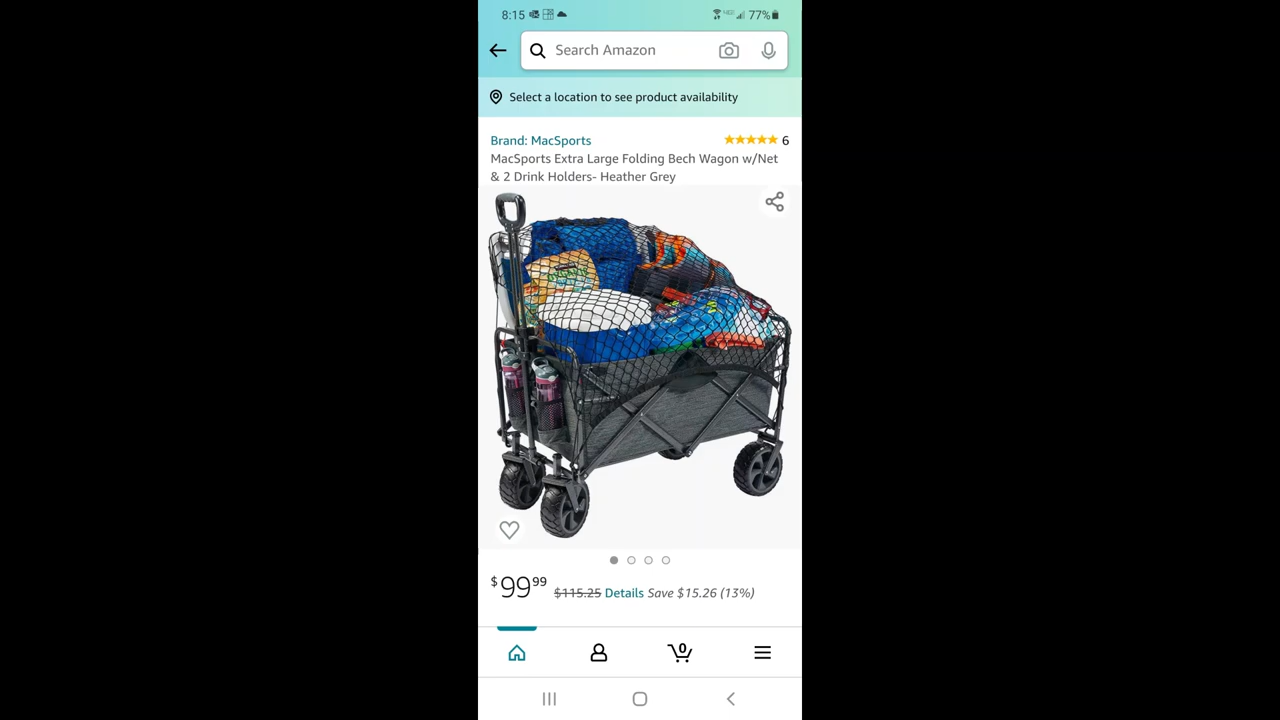 8:15 77%
Search Amazon
Select a location to see product availability
Brand: MacSports 6
MacSports Extra Large Folding Bech Wagon w/Net
& 2 Drink Holders- Heather Grey
ORGANIC
$99.99 $115.25 Details Save $15.26 (13%)
0